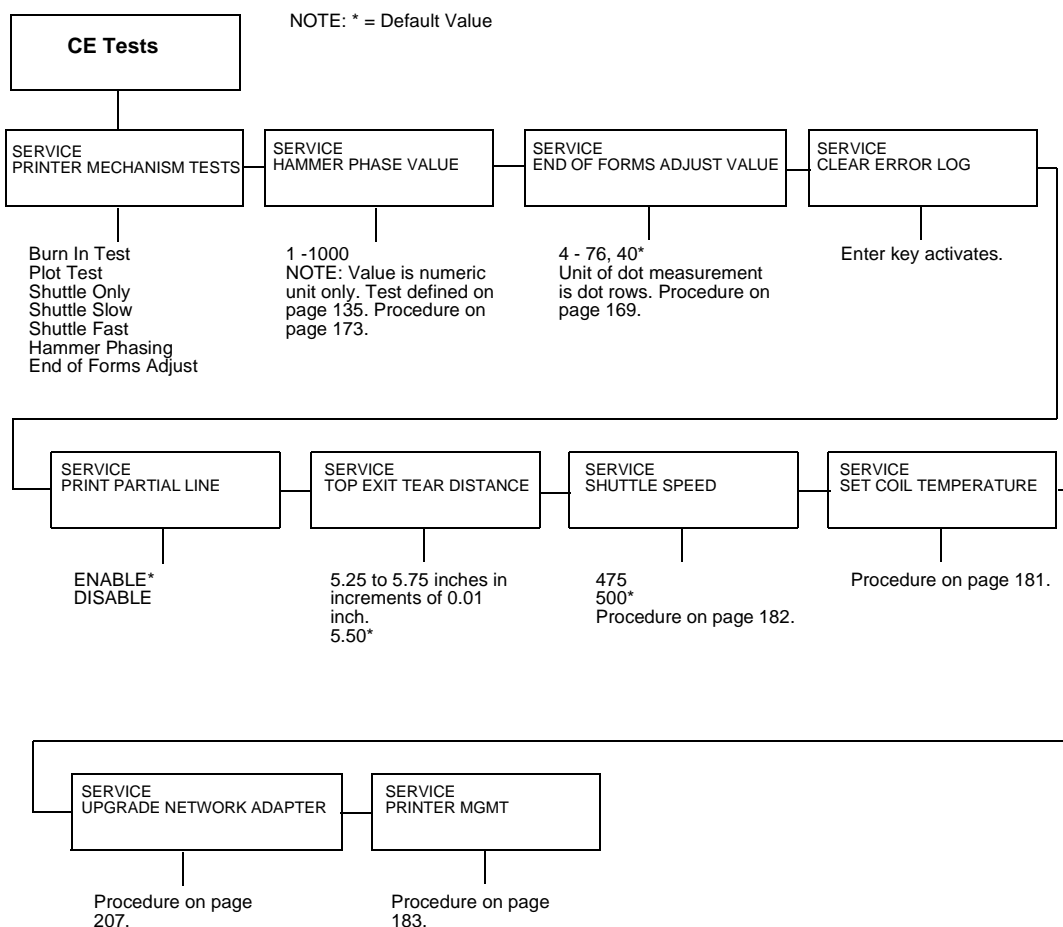 NOTE: * = Default Value
CE Tests
SERVICE
PRINTER MECHANISM TESTS
SERVICE
HAMMER PHASE VALUE
SERVICE
END OF FORMS ADJUST VALUE
SERVICE
CLEAR ERROR LOG
Burn In Test
Plot Test
Shuttle Only
Shuttle Slow
Shuttle Fast
Hammer Phasing
End of Forms Adjust
1 -1000
NOTE: Value is numeric
unit only. Test defined on
page 135. Procedure on
page 173.
4 - 76, 40*
Unit of dot measurement
is dot rows. Procedure on
page 169.
Enter key activates.
SERVICE
PRINT PARTIAL LINE
SERVICE
TOP EXIT TEAR DISTANCE
SERVICE
SHUTTLE SPEED
SERVICE
SET COIL TEMPERATURE
ENABLE*
DISABLE
5.25 to 5.75 inches in
increments of 0.01
inch.
5.50*
475
500*
Procedure on page 182.
Procedure on page 181.
SERVICE
UPGRADE NETWORK ADAPTER
SERVICE
PRINTER MGMT
Procedure on page
207.
Procedure on page
183.